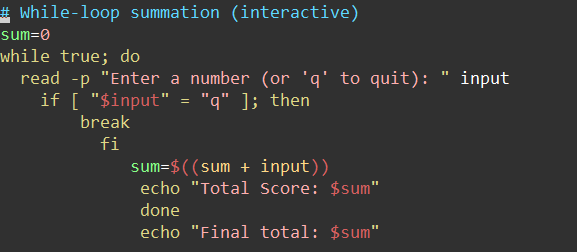 # While-loop summation (interactive)
sum=0
while true; do
  read -p "Enter a number (or 'q' to quit): " input
    if [ "$input" = "q" ]; then
        break
          fi
             sum=$((sum + input))
              echo "Total Score: $sum"
              done
              echo "Final total: $sum"